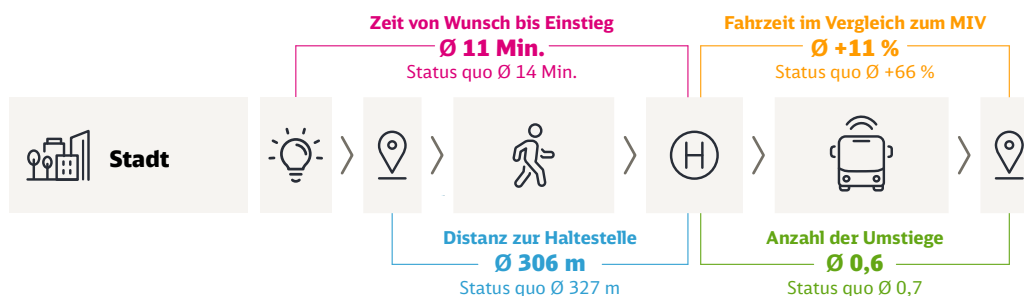 Zeit von Wunsch bis Einstieg
Ø 11 Min.
Status quo Ø 14 Min.
Fahrzeit im Vergleich zum MIV
Ø +11 %
Status quo Ø +66 %
Stadt
H
Distanz zur Haltestelle
Ø 306 m
Status quo Ø 327 m
Anzahl der Umstiege
Ø 0,6
Status quo Ø 0,7